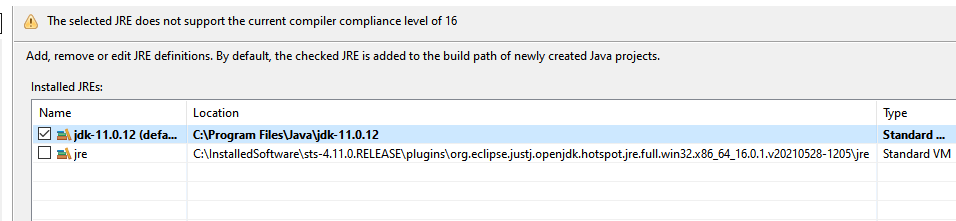 The selected JRE does not support the current compiler compliance level of 16
Add, remove or edit JRE definitions. By default, the checked JRE is added to the build path of newly created Java projects.
Installed JREs:
Name Location Type
jdk-11.0.12 (defa... C:\Program Files\Java\jdk-11.0.12 Standard ...
jre C:\InstalledSoftware\sts-4.11.0.RELEASE\plugins\org.eclipse.justj.openjdk.hotspot.jre.full.win32.x86_64_16.0.1.v20210528-1205\jre Standard VM